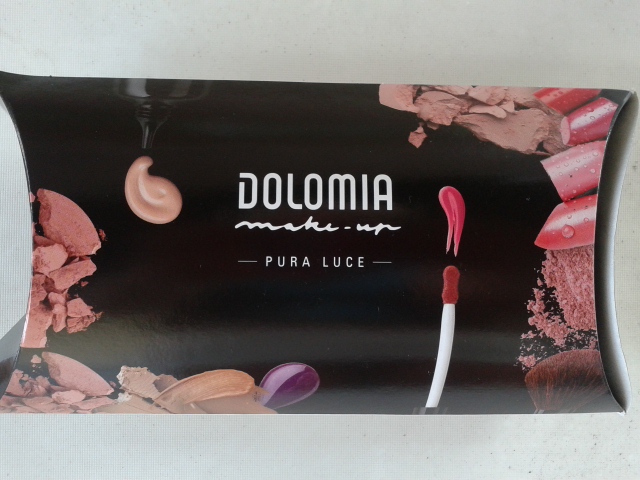 DOLOMIA
make-up
— PURA LUCE —